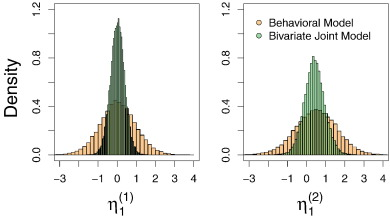 Density
1.2
0.8
0.4
0.0
−3 −1 0 1 2 3 4
η₁⁽¹⁾
1.2
0.8
0.4
0.0
Behavioral Model
Bivariate Joint Model
−3 −1 0 1 2 3 4
η₁⁽²⁾